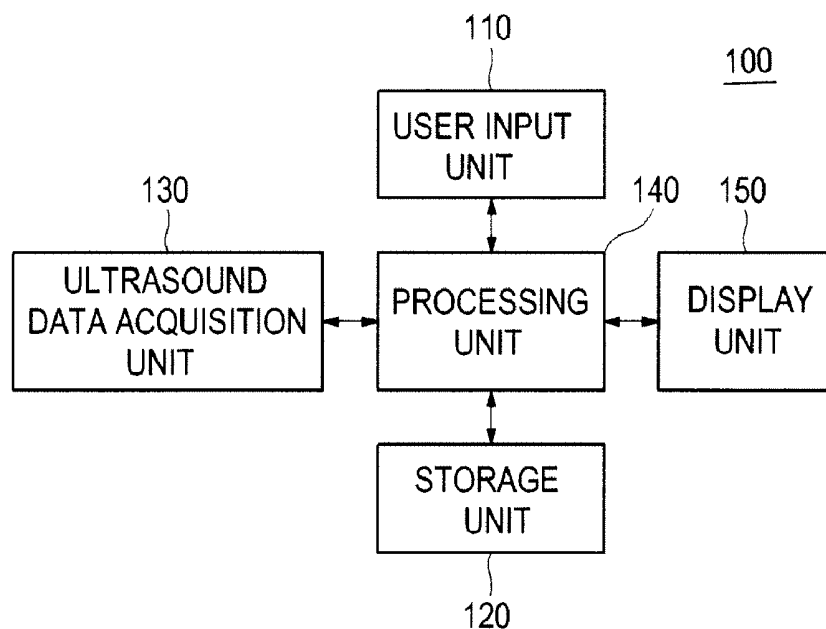 110
100
USER INPUT
UNIT
130
140
150
ULTRASOUND
DATA ACQUISITION
UNIT
PROCESSING
UNIT
DISPLAY
UNIT
STORAGE
UNIT
120